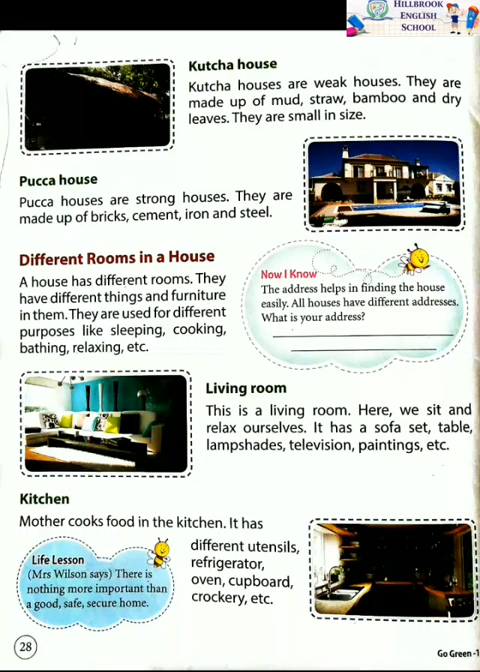 HILLBROOK
ENGLISH
SCHOOL
Kutcha house
Kutcha houses are weak houses. They are
made up of mud, straw, bamboo and dry
leaves. They are small in size.
Pucca house
Pucca houses are strong houses. They are
made up of bricks, cement, iron and steel.
Different Rooms in a House
A house has different rooms. They
have different things and furniture
in them. They are used for different
purposes like sleeping, cooking,
bathing, relaxing, etc.
Now I Know
The address helps in finding the house
easily. All houses have different addresses.
What is your address?
Living room
This is a living room. Here, we sit and
relax ourselves. It has a sofa set, table,
lampshades, television, paintings, etc.
Kitchen
Mother cooks food in the kitchen. It has
different utensils,
refrigerator,
oven, cupboard,
crockery, etc.
Life Lesson
(Mrs Wilson says) There is
nothing more important than
a good, safe, secure home.
28
Go Green -1